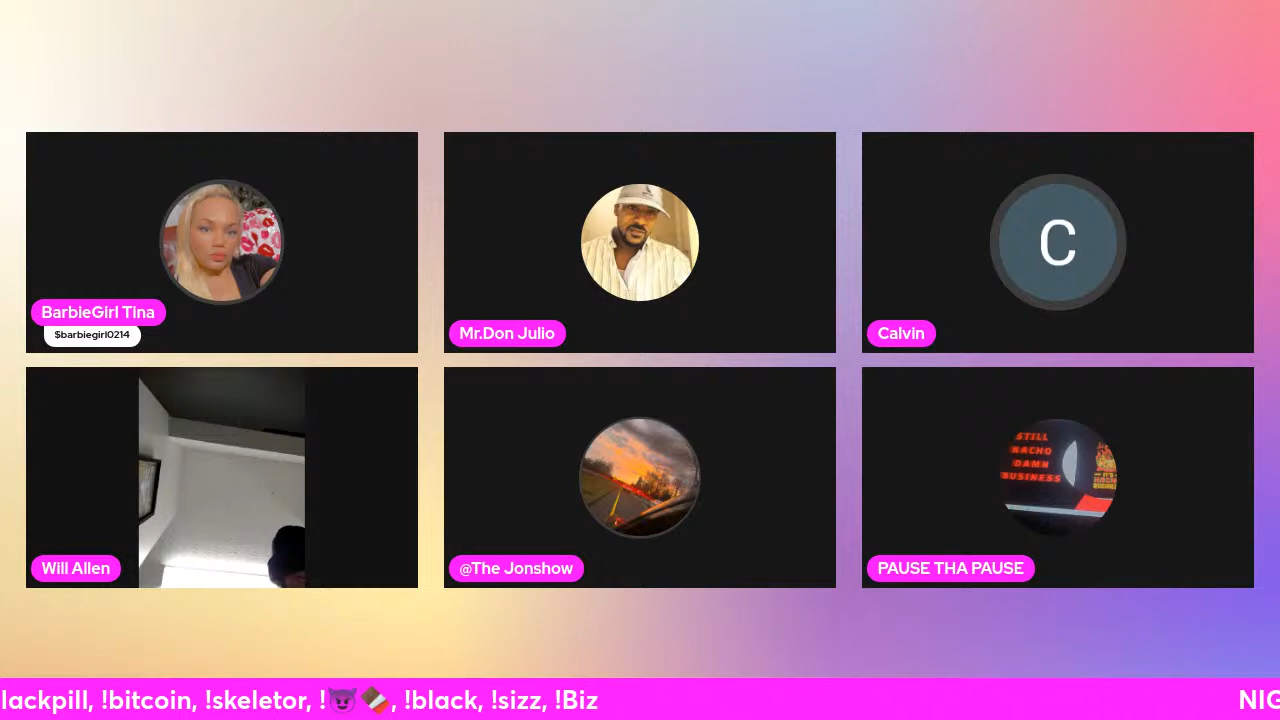 BarbieGirl Tina
$barbiegirl0214
Mr.Don Julio
C
Calvin
Will Allen
@The Jonshow
STILL
NACHO
DAMN
BUSINESS
PAUSE THA PAUSE
lackpill, !bitcoin, !skeletor, !😈🍫, !black, !sizz, !Biz
NIG